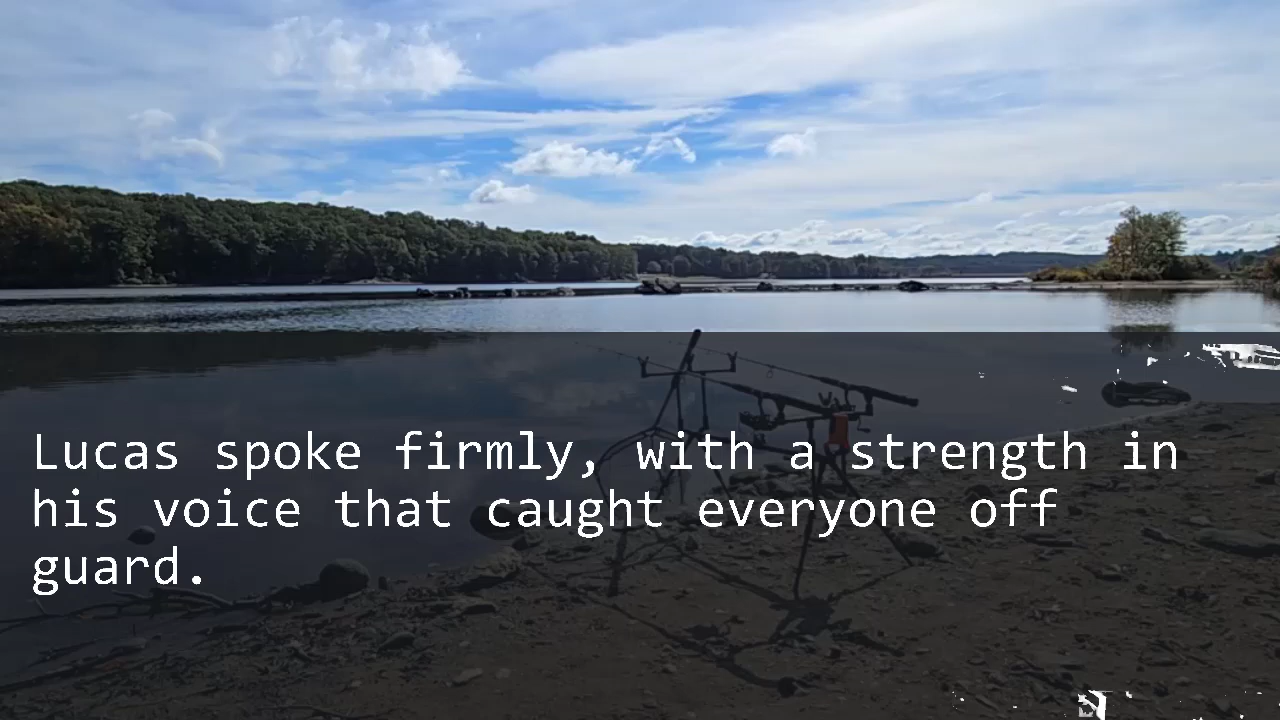 Lucas spoke firmly, with a strength in
his voice that caught everyone off
guard.